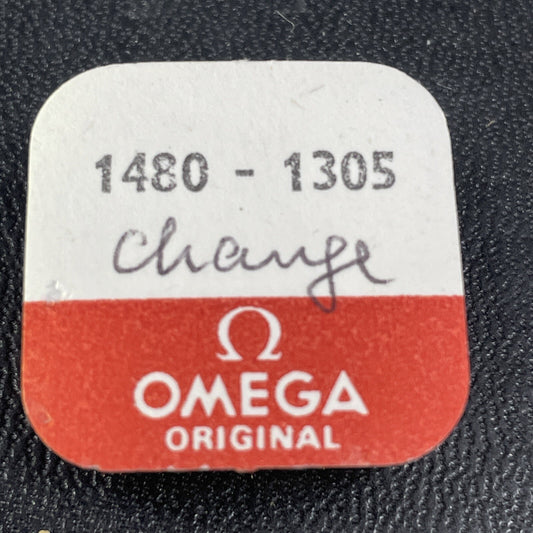 1480 - 1305
change
Ω
OMEGA
ORIGINAL